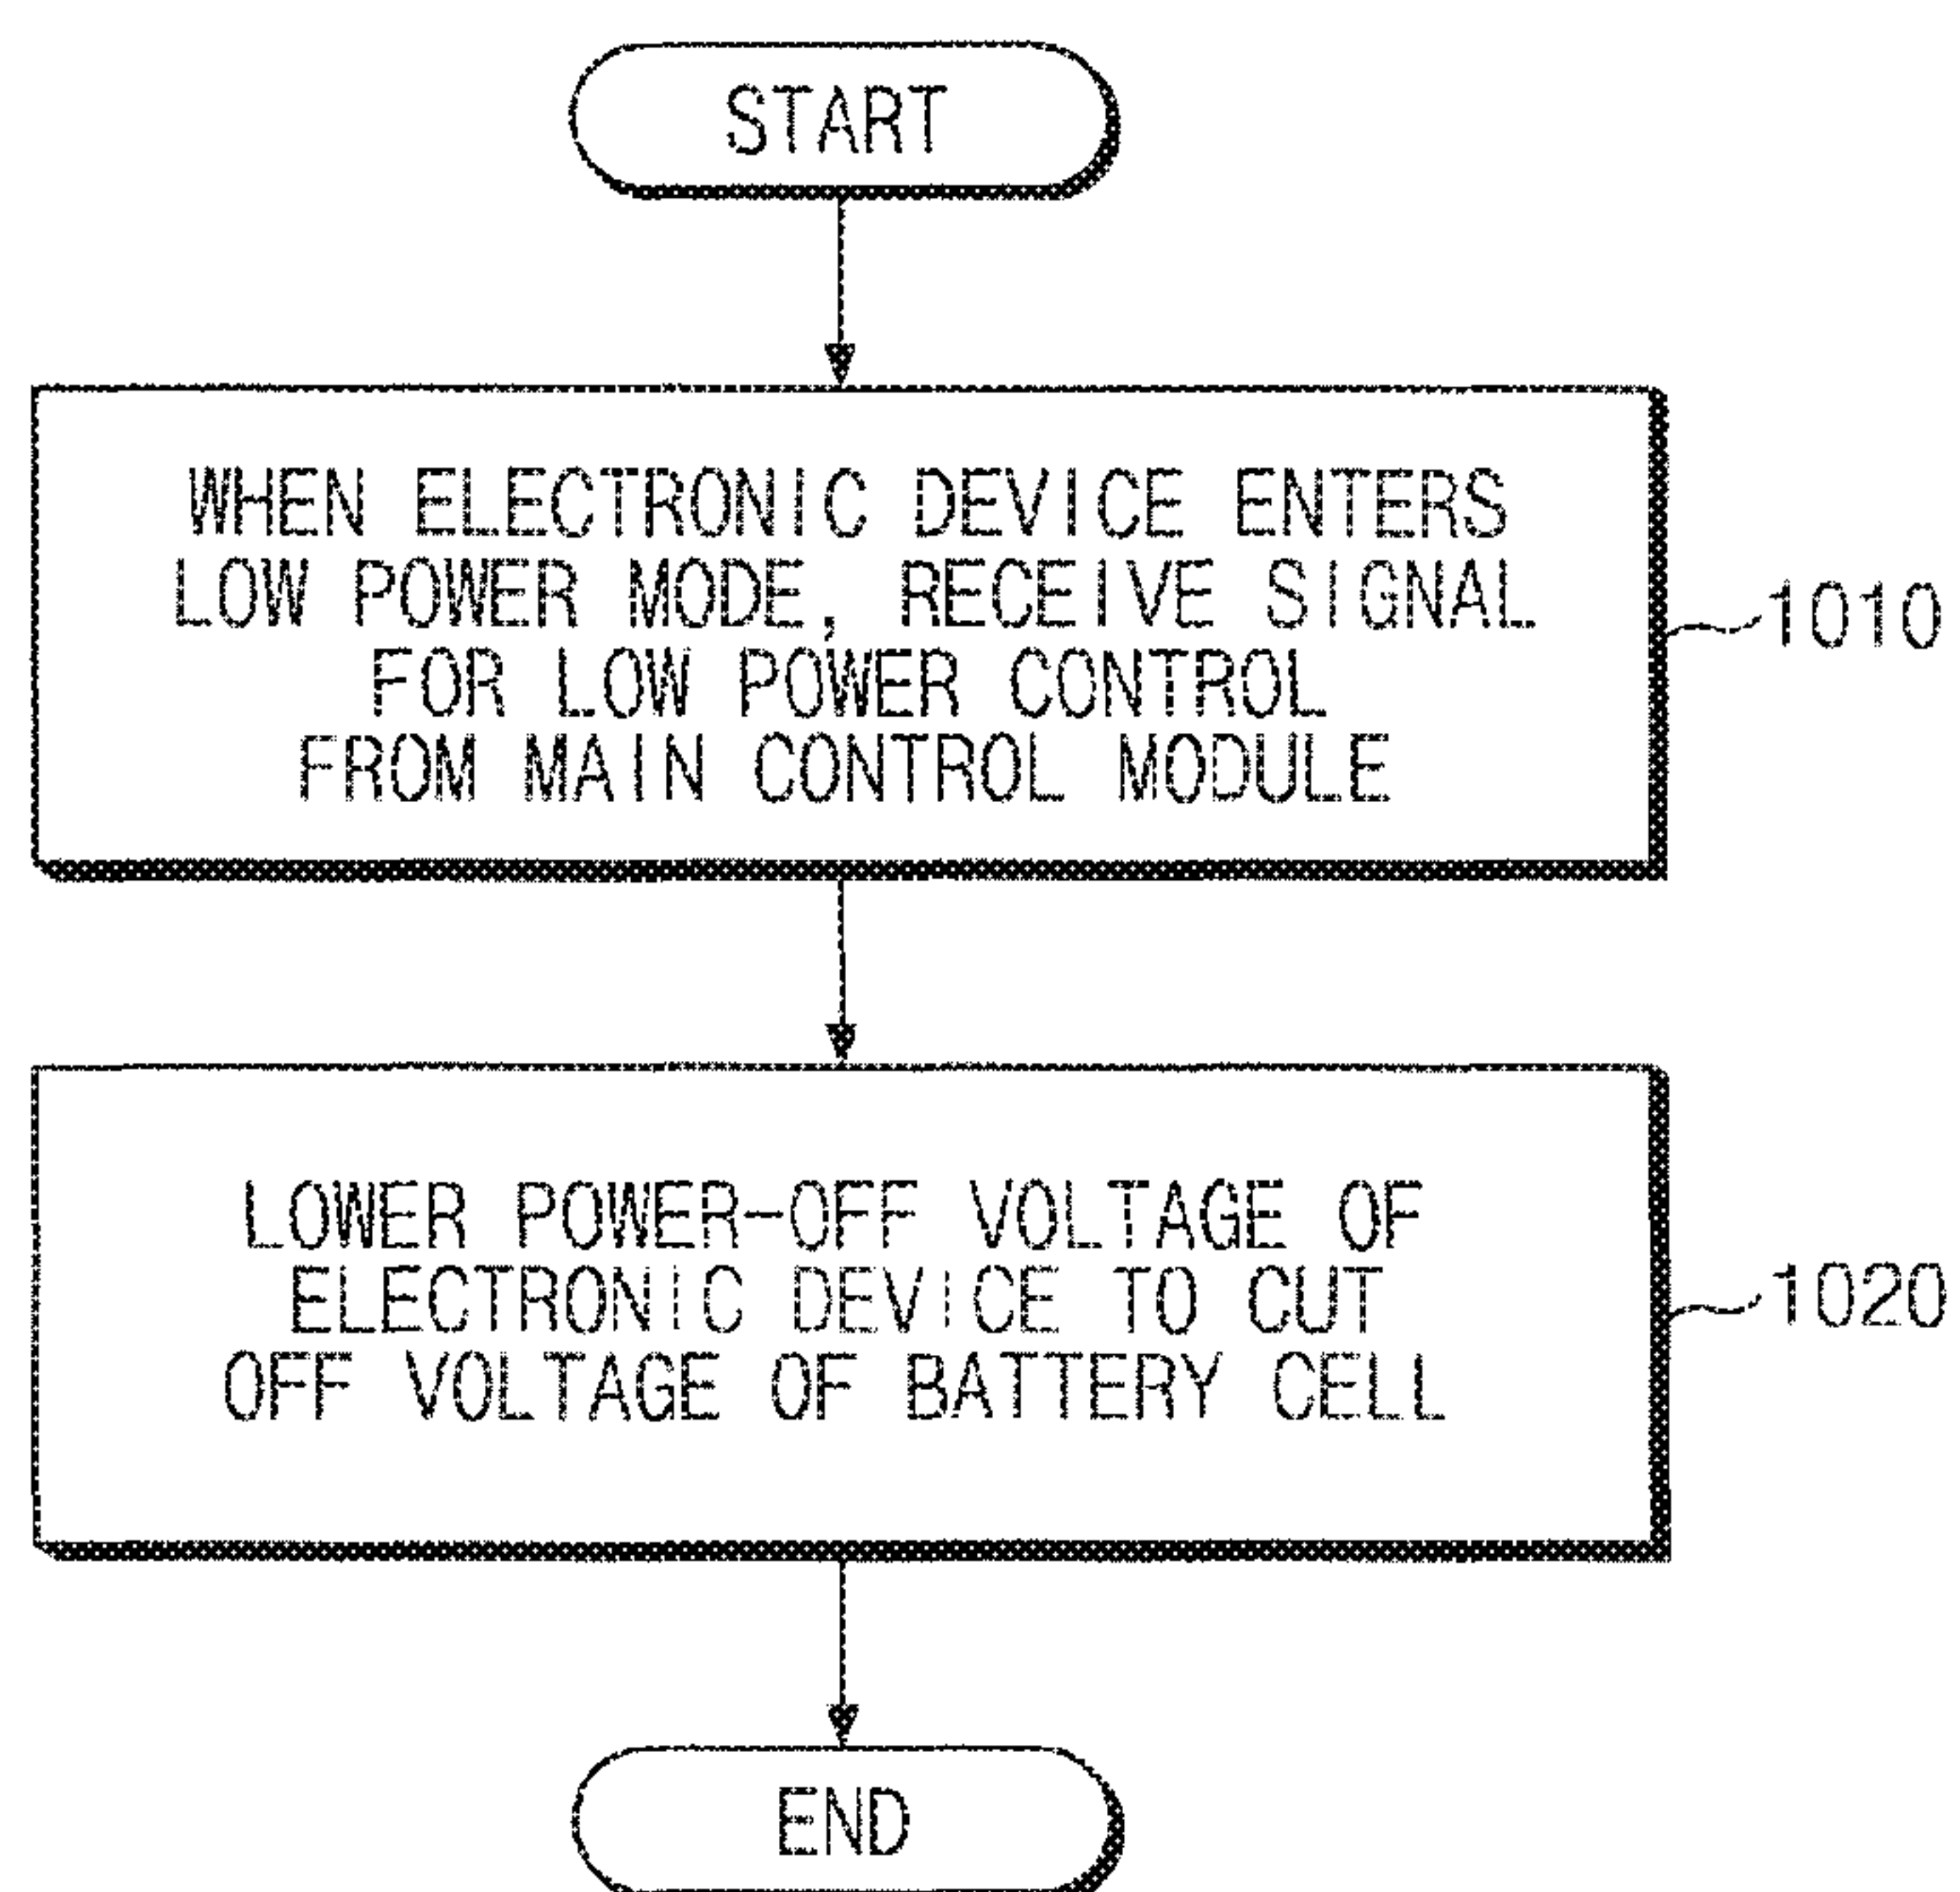 START
WHEN ELECTRONIC DEVICE ENTERS
LOW POWER MODE, RECEIVE SIGNAL
FOR LOW POWER CONTROL
FROM MAIN CONTROL MODULE
1010
LOWER POWER-OFF VOLTAGE OF
ELECTRONIC DEVICE TO CUT
OFF VOLTAGE OF BATTERY CELL
1020
END